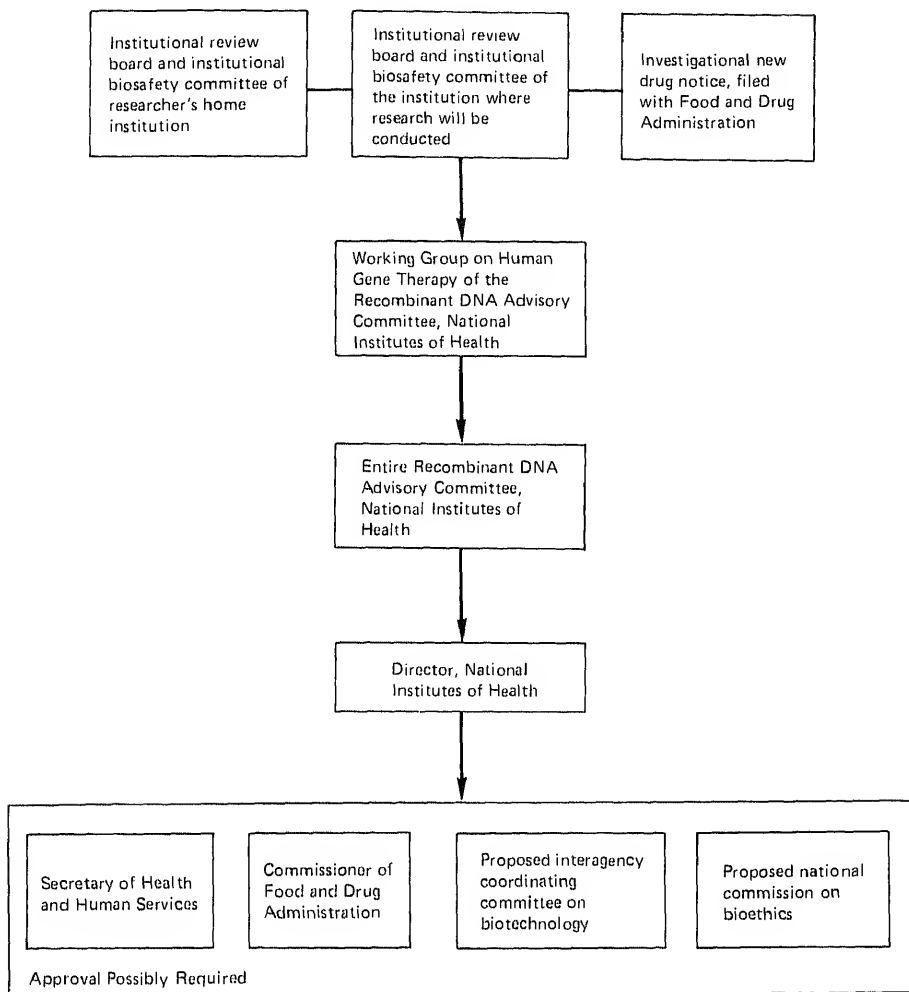 Institutional review
board and institutional
biosafety committee of
researcher's home
institution
Institutional review
board and institutional
biosafety committee of
the institution where
research will be
conducted
Investigational new
drug notice, filed
with Food and Drug
Administration
Working Group on Human
Gene Therapy of the
Recombinant DNA Advisory
Committee, National
Institutes of Health
Entire Recombinant DNA
Advisory Committee,
National Institutes of
Health
Director, National
Institutes of Health
Secretary of Health
and Human Services
Commissioner of
Food and Drug
Administration
Proposed interagency
coordinating
committee on
biotechnology
Proposed national
commission on
bioethics
Approval Possibly Required